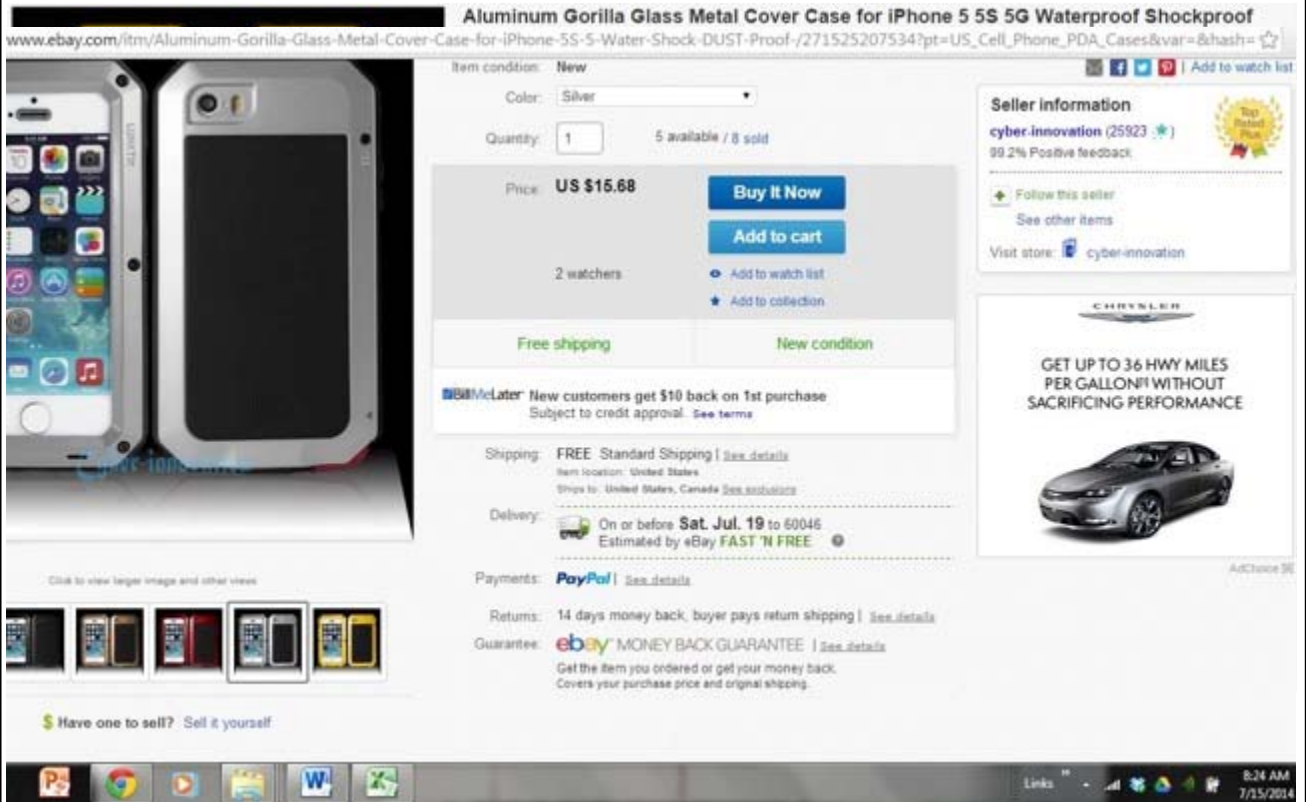 Aluminum Gorilla Glass Metal Cover Case for iPhone 5 5S 5G Waterproof Shockproof
www.ebay.com/itm/Aluminum-Gorilla-Glass-Metal-Cover-Case-for-iPhone-5S-5-Water-Shock-DUST-Proof-/271525207534?pt=US_Cell_Phone_PDA_Cases&var=&hash=
Item condition: New
Add to watch list
Color: Silver
Quantity: 1
5 available / 8 sold
Price: US $15.68
Buy It Now
Add to cart
2 watchers
Add to watch list
Add to collection
Free shipping
New condition
BillMeLater New customers get $10 back on 1st purchase
Subject to credit approval. See terms
Shipping: FREE Standard Shipping | See details
Item location: United States
Ships to: United States, Canada See exclusions
Delivery: On or before Sat. Jul. 19 to 60046
Estimated by eBay FAST 'N FREE
Payments: PayPal | See details
Returns: 14 days money back, buyer pays return shipping | See details
Guarantee: ebay MONEY BACK GUARANTEE | See details
Get the item you ordered or get your money back.
Covers your purchase price and original shipping.
Seller information
cyber-innovation (25923)
99.2% Positive feedback
Top Rated Plus
Follow this seller
See other items
Visit store: cyber-innovation
CHRYSLER
GET UP TO 36 HWY MILES
PER GALLON WITHOUT
SACRIFICING PERFORMANCE
AdChoice
Click to view larger image and other views
$ Have one to sell? Sell it yourself
Links
8:24 AM
7/15/2014